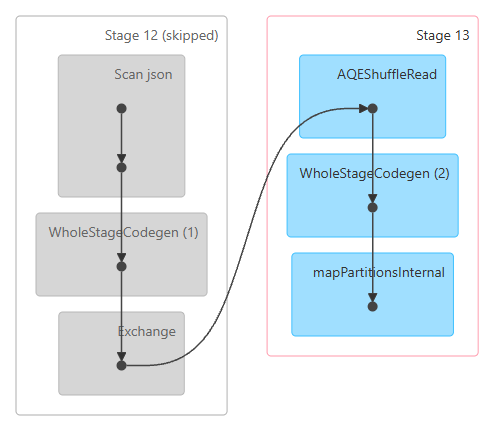 Stage 12 (skipped)
Scan json
WholeStageCodegen (1)
Exchange
Stage 13
AQEShuffleRead
WholeStageCodegen (2)
mapPartitionsInternal